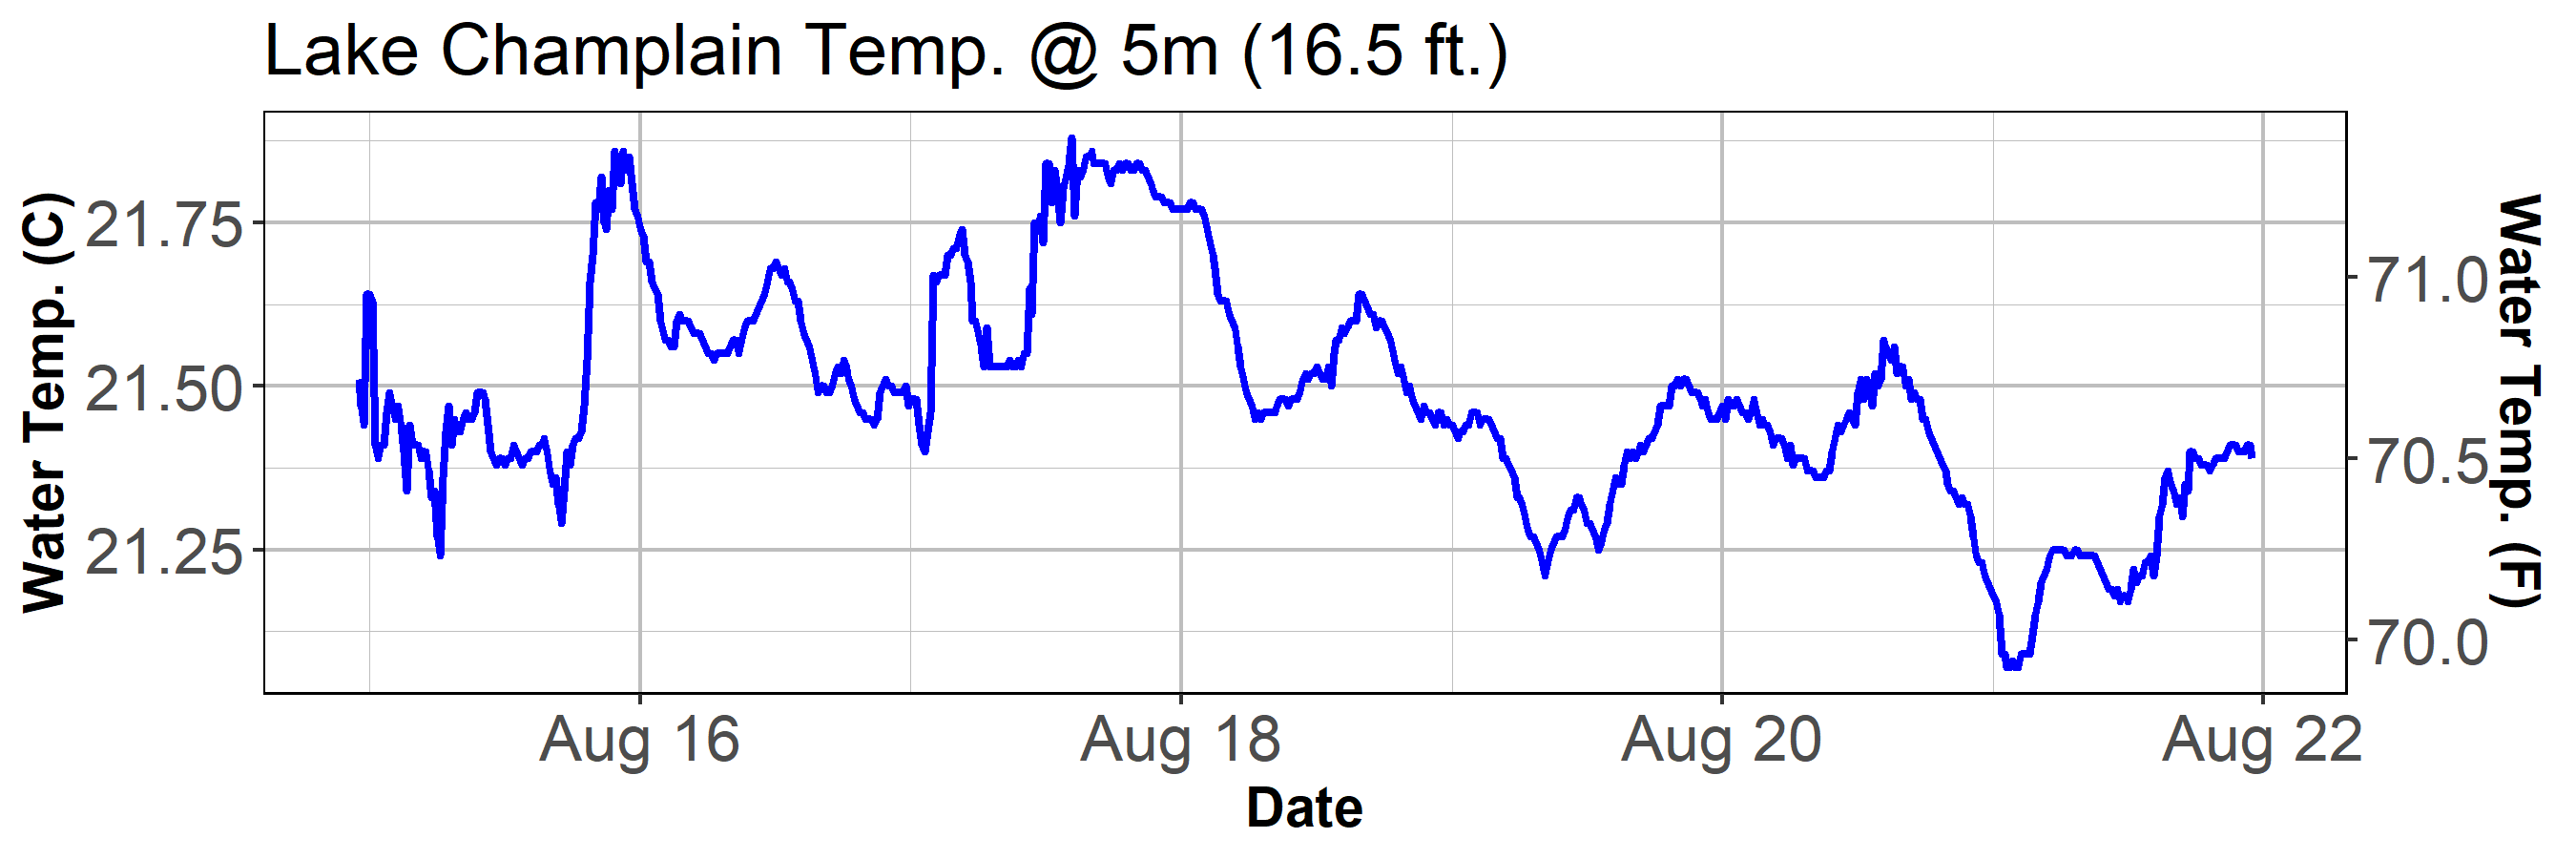 Lake Champlain Temp. @ 5m (16.5 ft.)
Water Temp. (C)
21.75
21.50
21.25
71.0
70.5
70.0
Water Temp. (F)
Aug 16 Aug 18 Aug 20 Aug 22
Date